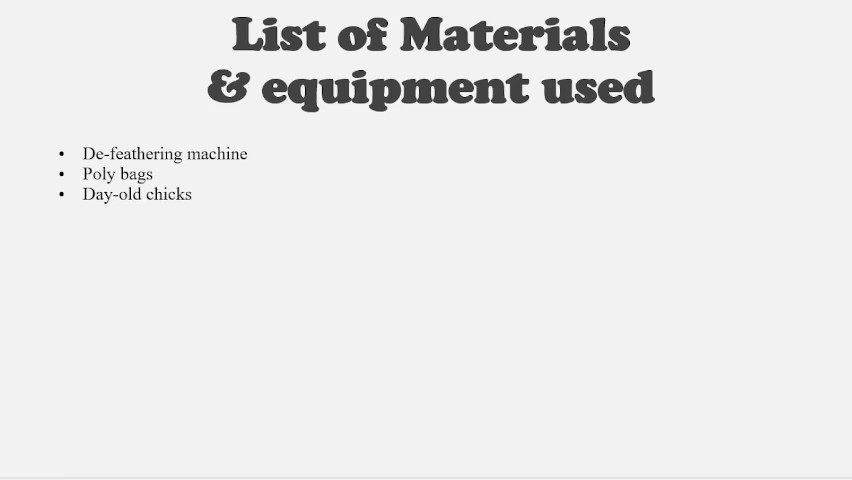 List of Materials
& equipment used
• De-feathering machine
• Poly bags
• Day-old chicks